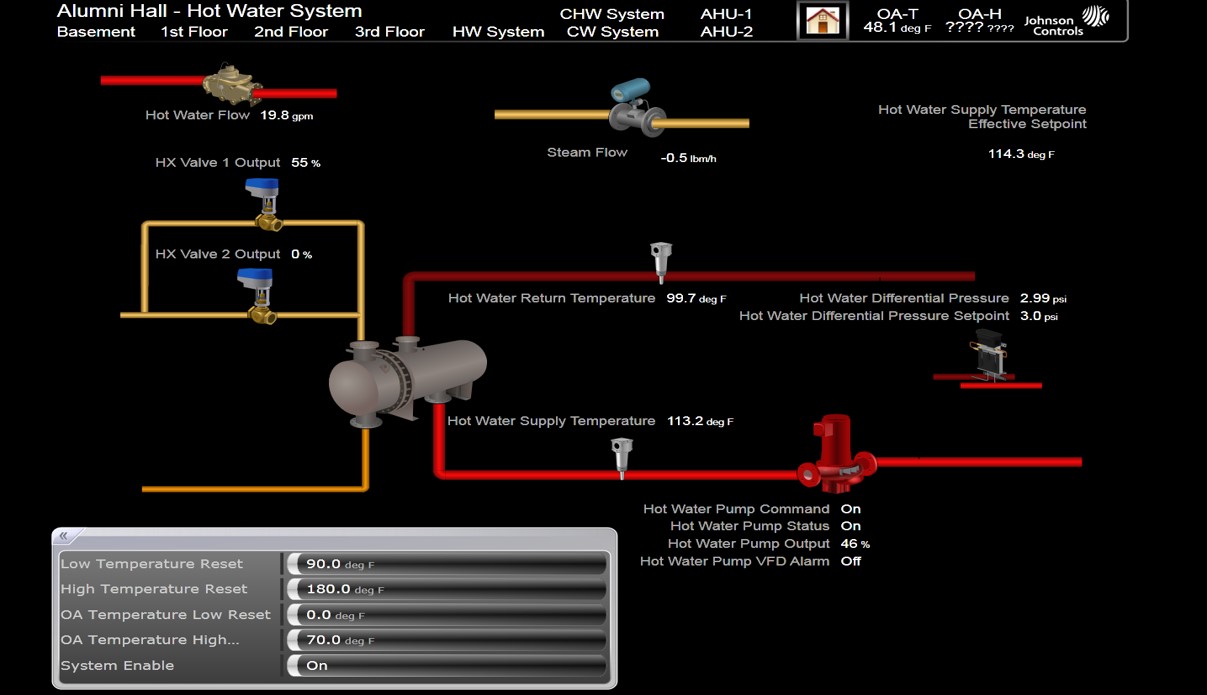 Alumni Hall - Hot Water System
Basement 1st Floor 2nd Floor 3rd Floor HW System
CHW System AHU-1
CW System AHU-2
OA-T OA-H
48.1 deg F ???? ????
Johnson
Controls
Hot Water Flow 19.8 gpm
Steam Flow -0.5 lbm/h
Hot Water Supply Temperature
Effective Setpoint
114.3 deg F
HX Valve 1 Output 55 %
HX Valve 2 Output 0 %
Hot Water Return Temperature 99.7 deg F
Hot Water Differential Pressure 2.99 psi
Hot Water Differential Pressure Setpoint 3.0 psi
Hot Water Supply Temperature 113.2 deg F
Hot Water Pump Command On
Hot Water Pump Status On
Hot Water Pump Output 46 %
Hot Water Pump VFD Alarm Off
«
Low Temperature Reset 90.0 deg F
High Temperature Reset 180.0 deg F
OA Temperature Low Reset 0.0 deg F
OA Temperature High... 70.0 deg F
System Enable On